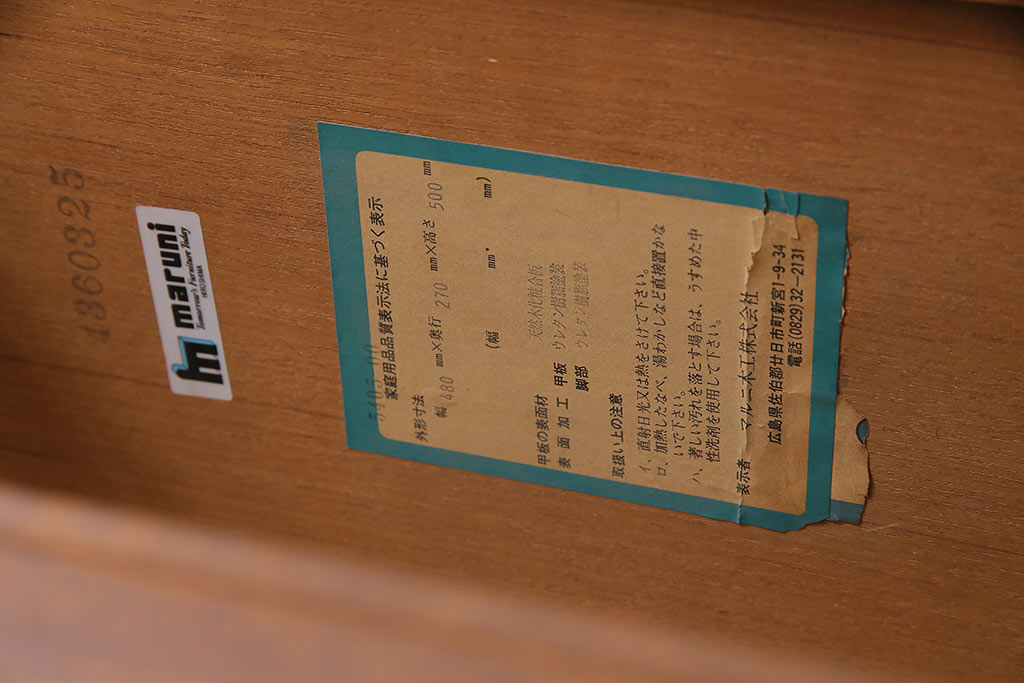 4360325
maruni
Tomorrow's Furniture Today
HIROSHIMA
家庭用品品質表示法に基づく表示
外形寸法
幅 480 mm×奥行 270 mm×高さ 500 mm
(幅 mm・ mm)
甲板の表面材 天然木化粧合板
表面加工 甲板 ウレタン樹脂塗装
脚部 ウレタン樹脂塗装
取扱い上の注意
イ、直射日光又は熱をさけて下さい。
ロ、加熱したなべ、湯わかしなど直接置かな
いで下さい。
ハ、著しい汚れを落とす場合は、うすめた中
性洗剤を使用して下さい。
表示者 マルニ木工株式会社
広島県佐伯郡廿日市町新宮1-9-34
電話(0829)32-2131